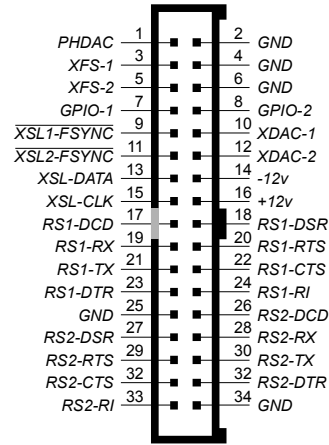 PHDAC 1 2 GND
XFS-1 3 4 GND
XFS-2 5 6 GND
GPIO-1 7 8 GPIO-2
XSL1-FSYNC 9 10 XDAC-1
XSL2-FSYNC 11 12 XDAC-2
XSL-DATA 13 14 -12v
XSL-CLK 15 16 +12v
RS1-DCD 17 18 RS1-DSR
RS1-RX 19 20 RS1-RTS
RS1-TX 21 22 RS1-CTS
RS1-DTR 23 24 RS1-RI
GND 25 26 RS2-DCD
RS2-DSR 27 28 RS2-RX
RS2-RTS 29 30 RS2-TX
RS2-CTS 32 32 RS2-DTR
RS2-RI 33 34 GND